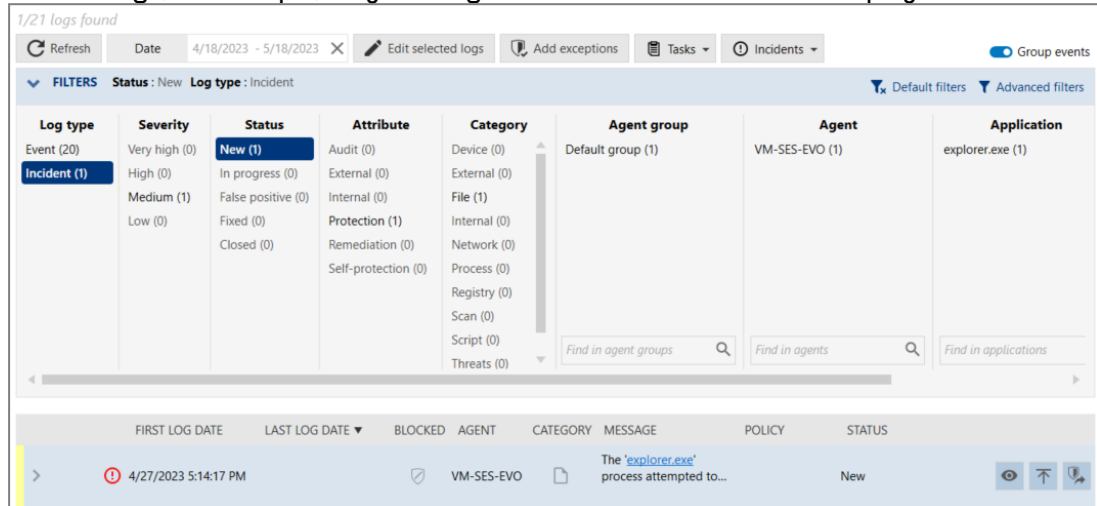 1/21 logs found
Refresh Date 4/18/2023 - 5/18/2023 Edit selected logs Add exceptions Tasks Incidents Group events
FILTERS Status : New Log type : Incident Default filters Advanced filters
Log type Severity Status Attribute Category Agent group Agent Application
Event (20) Very high (0) New (1) Audit (0) Device (0) Default group (1) VM-SES-EVO (1) explorer.exe (1)
Incident (1) High (0) In progress (0) External (0) External (0)
Medium (1) False positive (0) Internal (0) File (1)
Low (0) Fixed (0) Protection (1) Internal (0)
Closed (0) Remediation (0) Network (0)
Self-protection (0) Process (0)
Registry (0)
Scan (0)
Script (0)
Find in agent groups Find in agents Find in applications
Threats (0)
FIRST LOG DATE LAST LOG DATE ▼ BLOCKED AGENT CATEGORY MESSAGE POLICY STATUS
The 'explorer.exe'
4/27/2023 5:14:17 PM VM-SES-EVO process attempted to... New